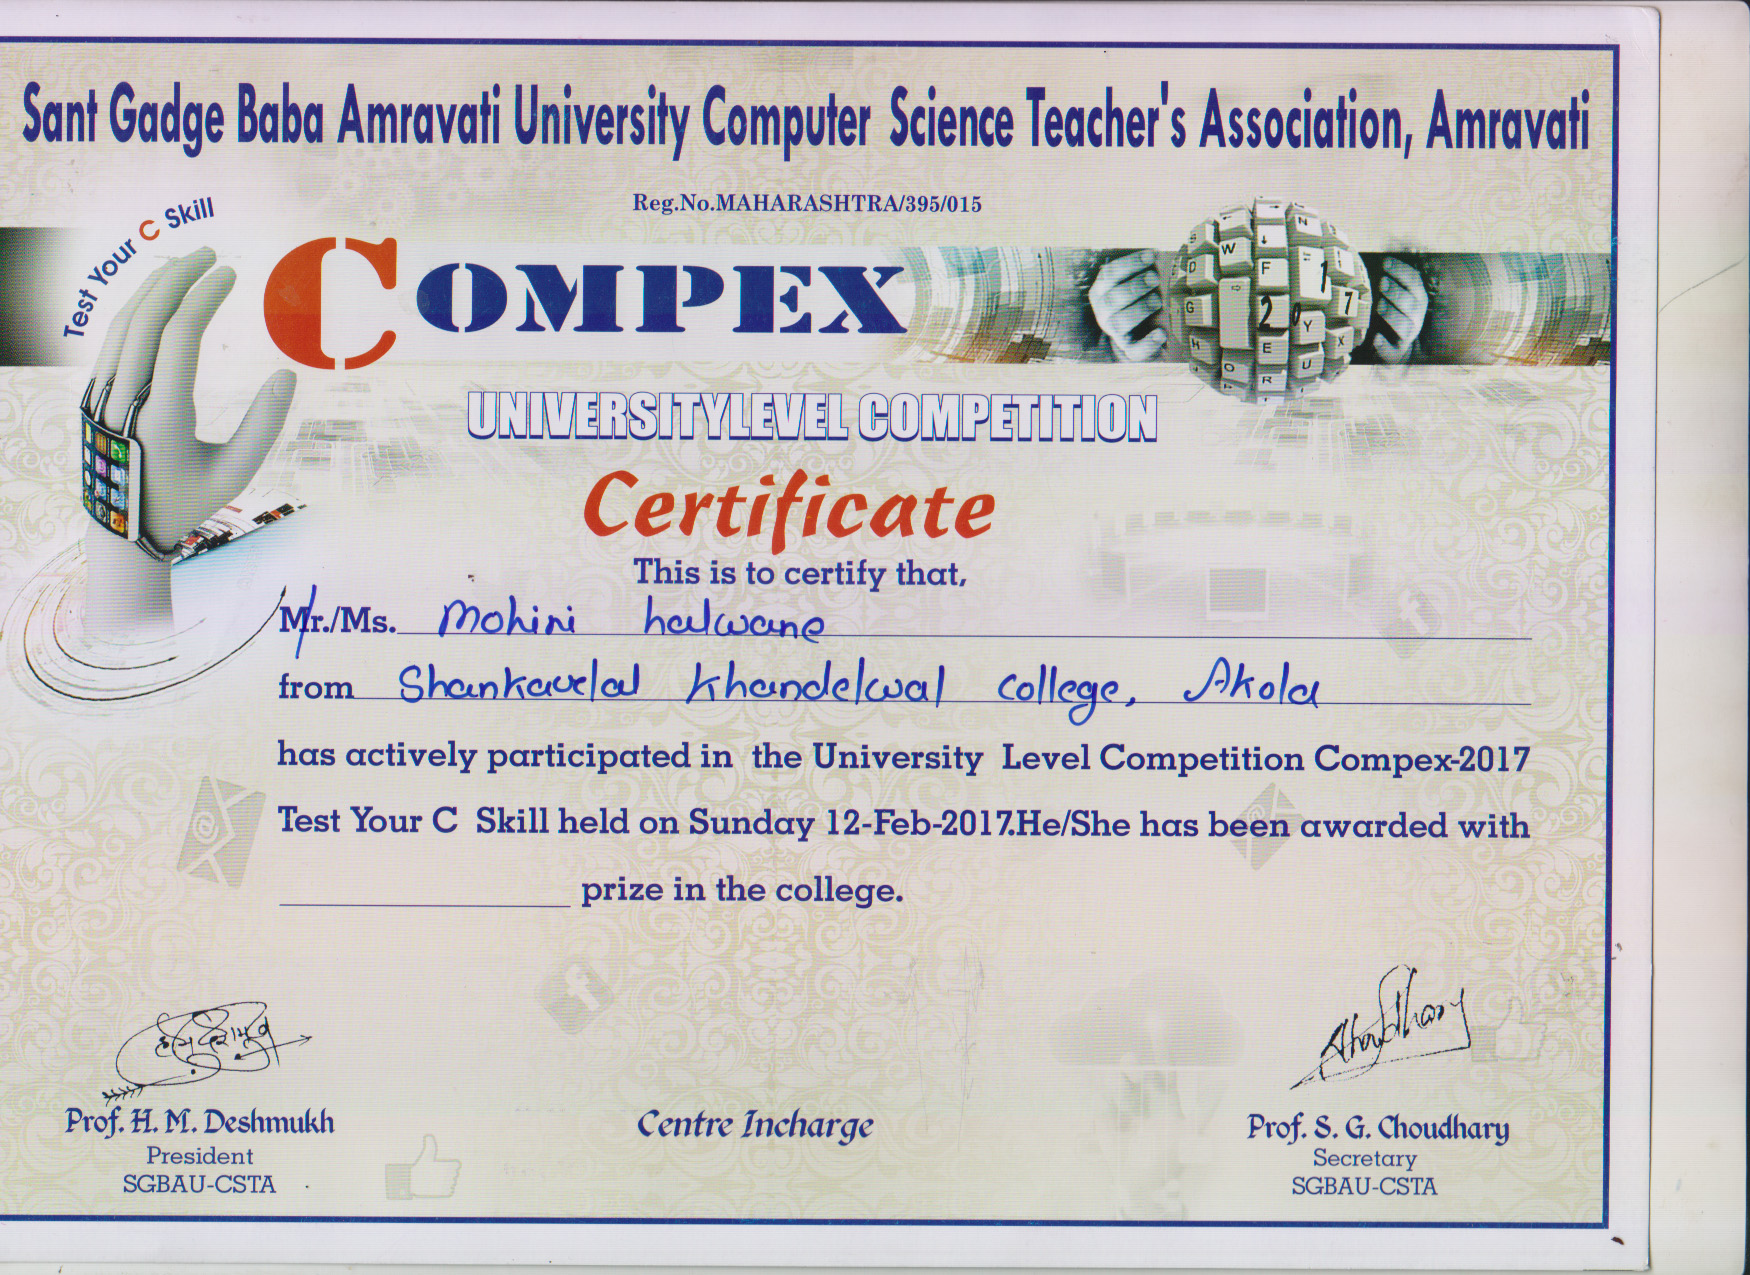 Sant Gadge Baba Amravati University Computer Science Teacher's Association, Amravati
Reg.No.MAHARASHTRA/395/015
Test Your C Skill
COMPEX
2017
UNIVERSITYLEVEL COMPETITION
Certificate
This is to certify that,
Mr./Ms. Mohini halwane
from Shankarlal Khandelwal College, Akola
has actively participated in the University Level Competition Compex-2017
Test Your C Skill held on Sunday 12-Feb-2017.He/She has been awarded with
prize in the college.
Prof. H. M. Deshmukh
President
SGBAU-CSTA
Centre Incharge
Prof. S. G. Choudhary
Secretary
SGBAU-CSTA